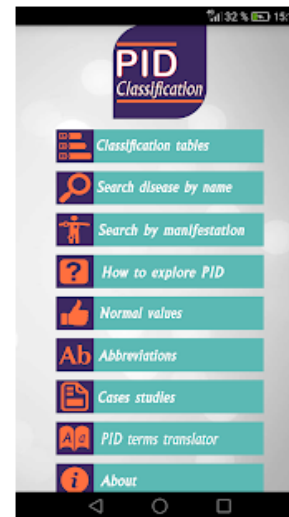 32 % 15:
PID
Classification
Classification tables
Search disease by name
Search by manifestation
? How to explore PID
Normal values
Ab Abbreviations
Cases studies
A a PID terms translator
i About